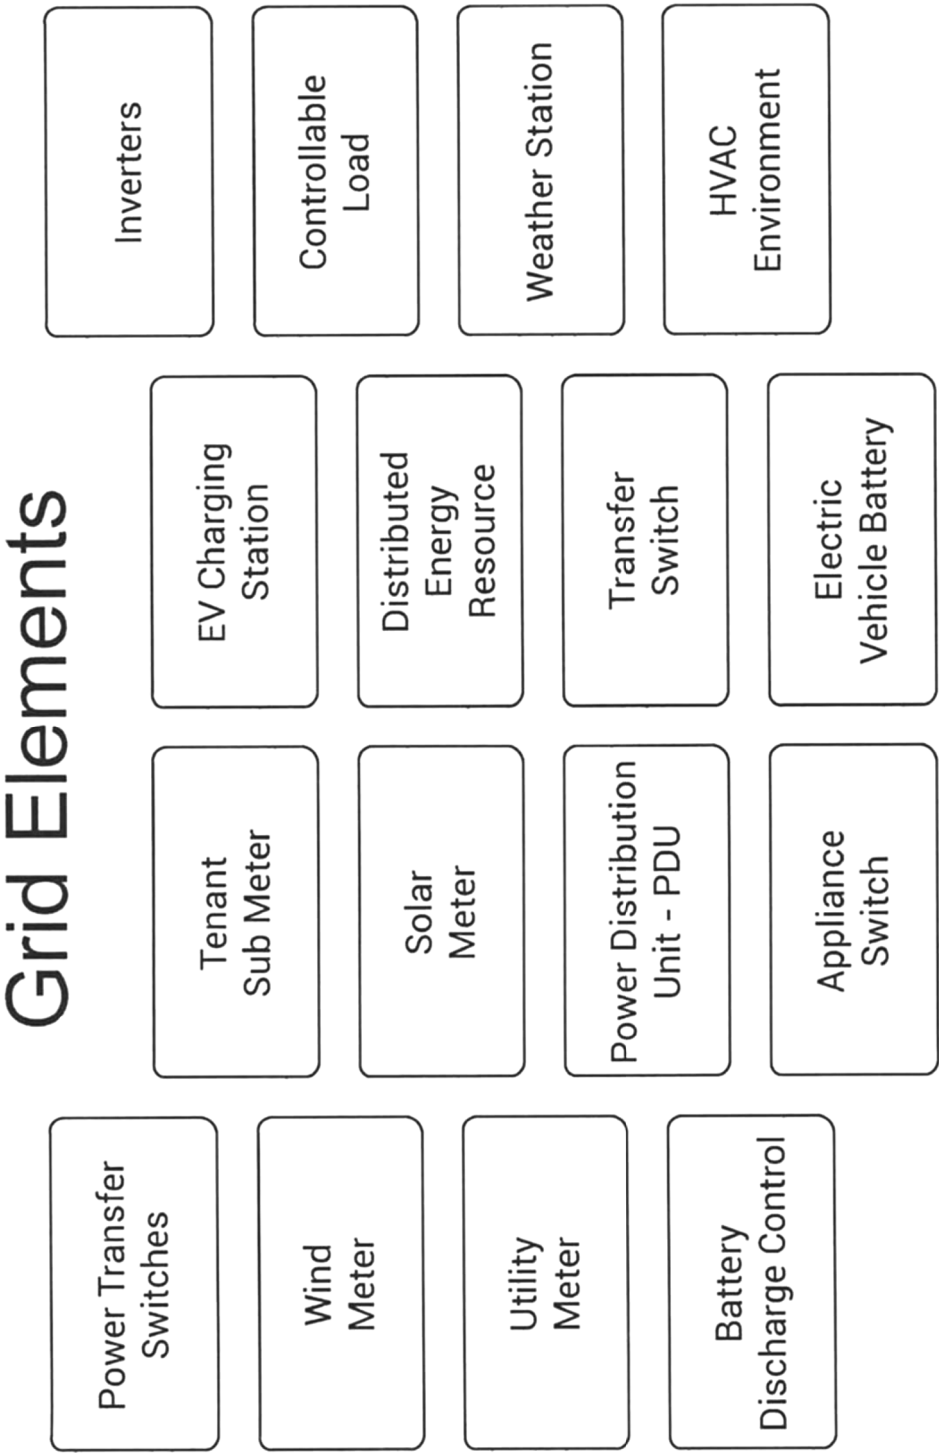 Grid Elements
Power Transfer
Switches
Tenant
Sub Meter
EV Charging
Station
Inverters
Wind
Meter
Solar
Meter
Distributed
Energy
Resource
Controllable
Load
Utility
Meter
Power Distribution
Unit - PDU
Transfer
Switch
Weather Station
Battery
Discharge Control
Appliance
Switch
Electric
Vehicle Battery
HVAC
Environment